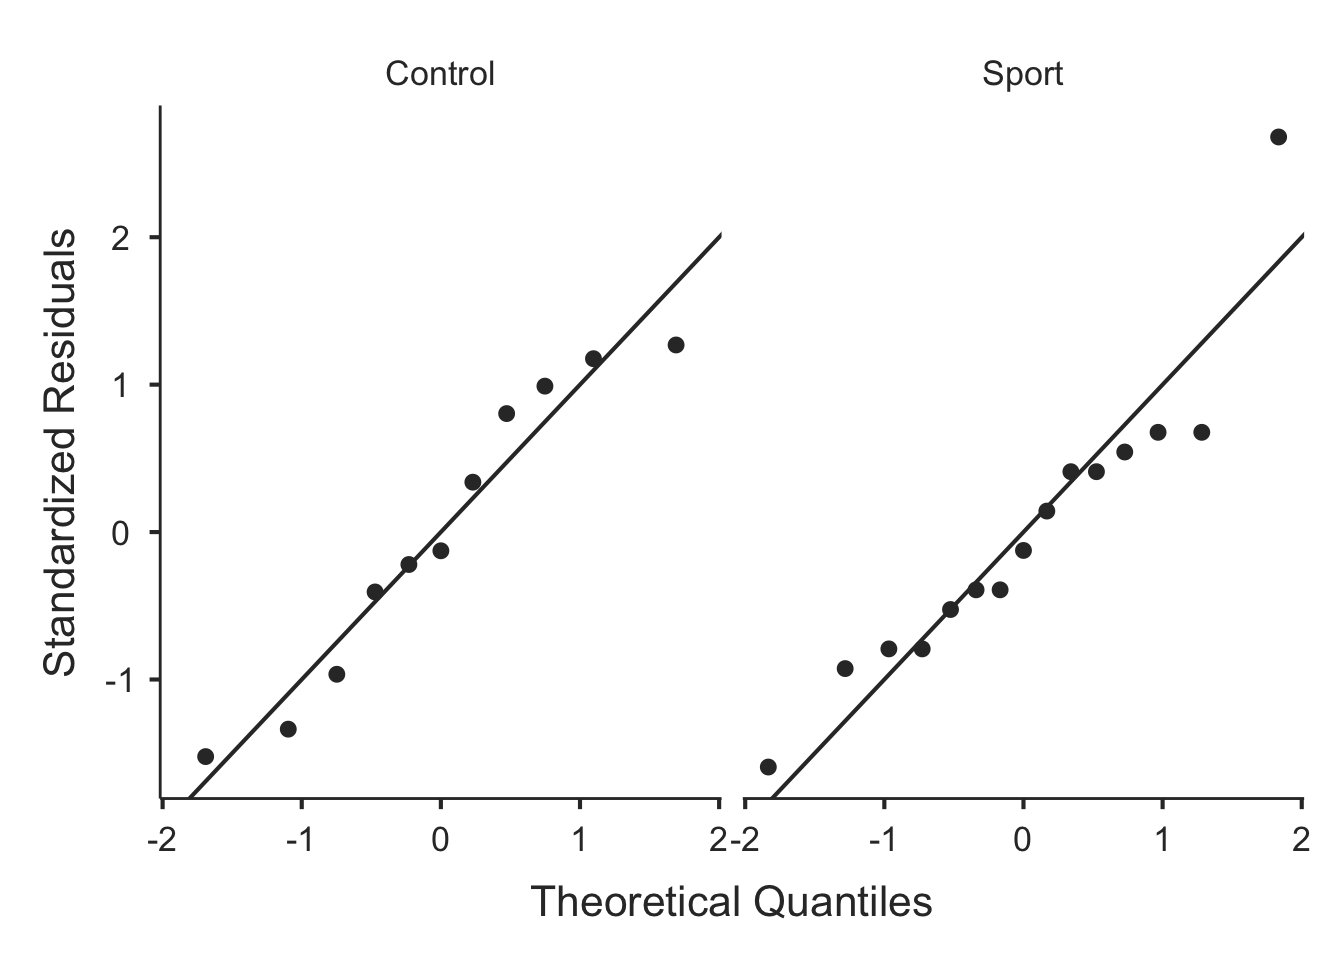 Control
Sport
Standardized Residuals
2
1
0
-1
-2 -1 0 1 2 -2 -1 0 1 2
Theoretical Quantiles